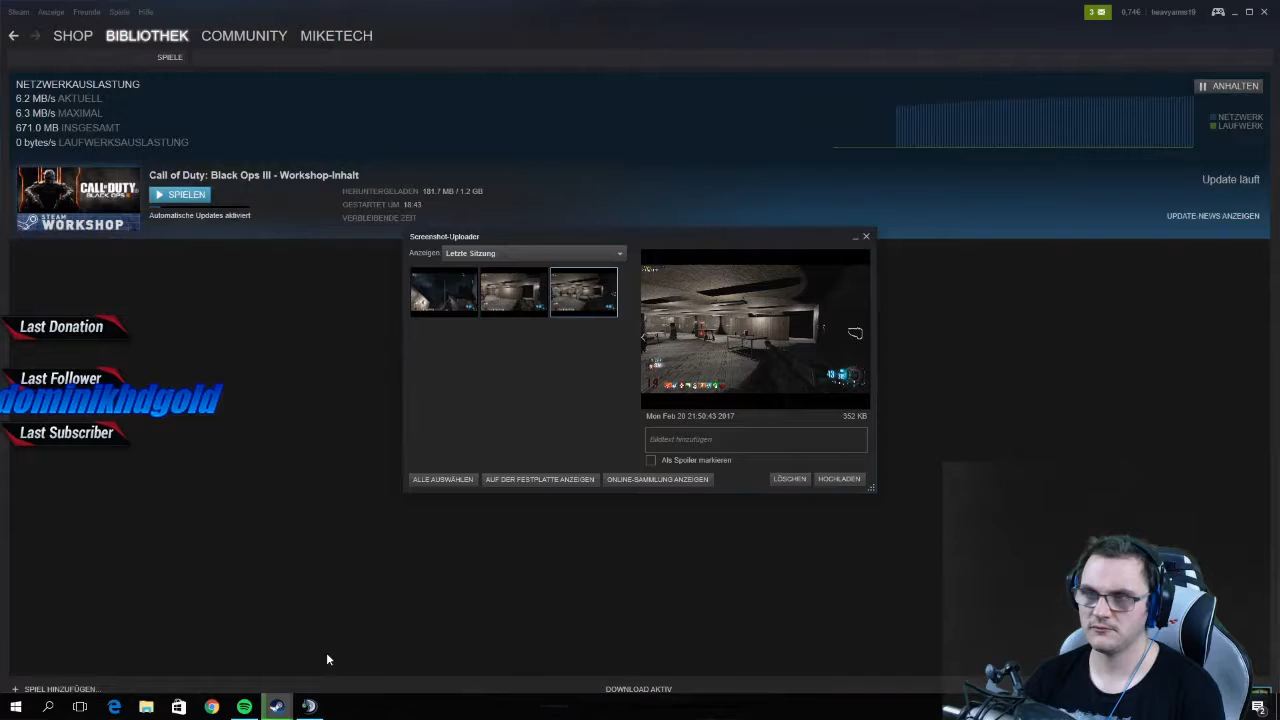 Steam Anzeige Freunde Spiele Hilfe
3 0,74€ heavyarms19
SHOP BIBLIOTHEK COMMUNITY MIKETECH
SPIELE
NETZWERKAUSLASTUNG
6.2 MB/s AKTUELL
6.3 MB/s MAXIMAL
671.0 MB INSGESAMT
0 bytes/s LAUFWERKSAUSLASTUNG
ANHALTEN
NETZWERK
LAUFWERK
CALL OF DUTY
BLACK OPS III
STEAM
WORKSHOP
Call of Duty: Black Ops III - Workshop-Inhalt
SPIELEN
Automatische Updates aktiviert
HERUNTERGELADEN 181.7 MB / 1.2 GB
GESTARTET UM 18:43
VERBLEIBENDE ZEIT
Update läuft
UPDATE-NEWS ANZEIGEN
Screenshot-Uploader
Anzeigen: Letzte Sitzung
Mon Feb 20 21:50:43 2017 352 KB
Bildtext hinzufügen
Als Spoiler markieren
ALLE AUSWÄHLEN AUF DER FESTPLATTE ANZEIGEN ONLINE-SAMMLUNG ANZEIGEN LÖSCHEN HOCHLADEN
Last Donation
Last Follower
dominikhdgold
Last Subscriber
+ SPIEL HINZUFÜGEN... DOWNLOAD AKTIV